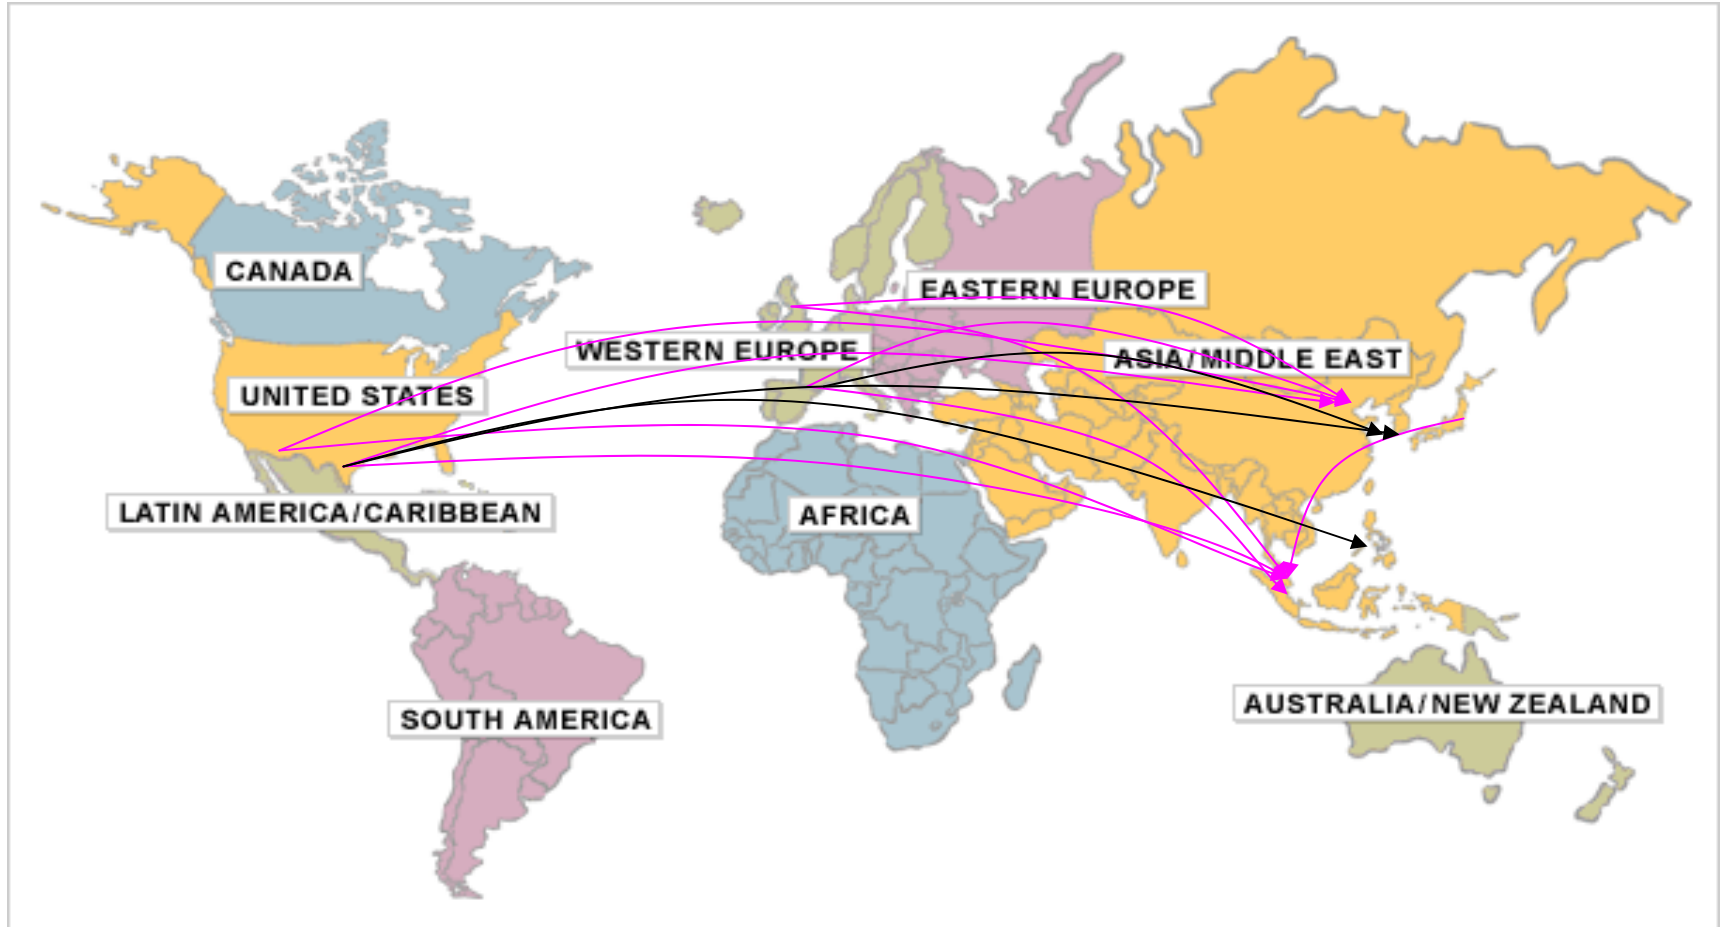 CANADA
EASTERN EUROPE
WESTERN EUROPE
ASIA/MIDDLE EAST
UNITED STATES
LATIN AMERICA/CARIBBEAN
AFRICA
SOUTH AMERICA
AUSTRALIA/NEW ZEALAND